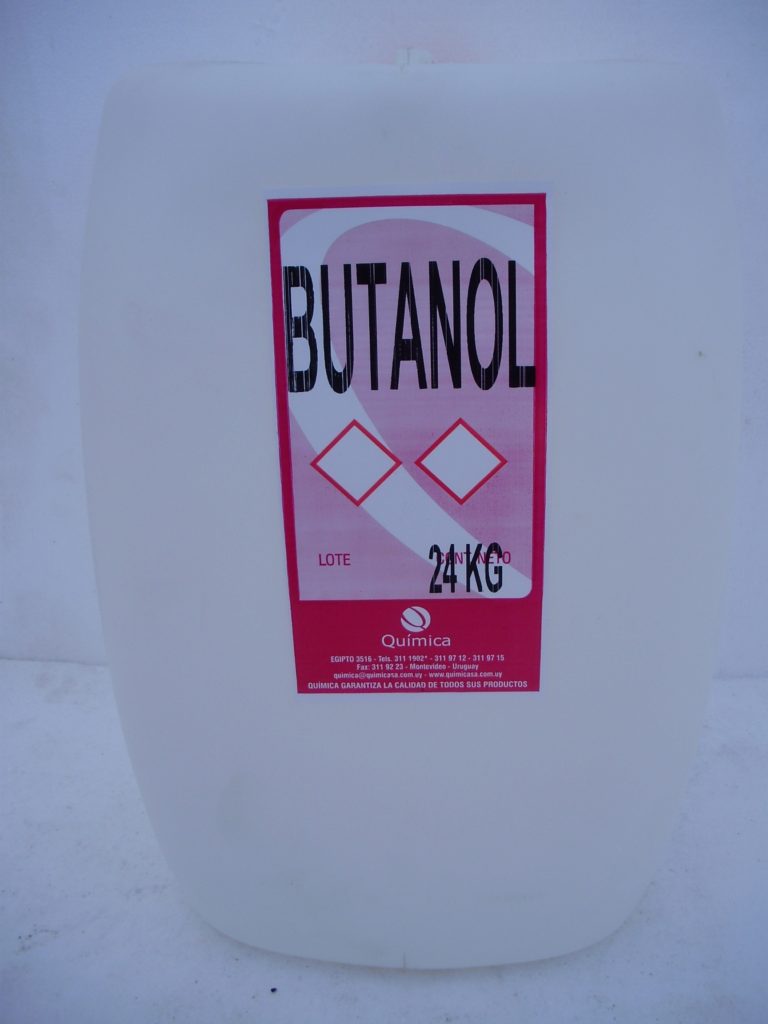 BUTANOL
LOTE
CONT. NETO
24 KG
Química
EGIPTO 3516 - Tels. 311 1902* - 311 97 12 - 311 97 15
Fax: 311 92 23 - Montevideo - Uruguay
quimica@quimicasa.com.uy - www.quimicasa.com.uy
QUÍMICA GARANTIZA LA CALIDAD DE TODOS SUS PRODUCTOS